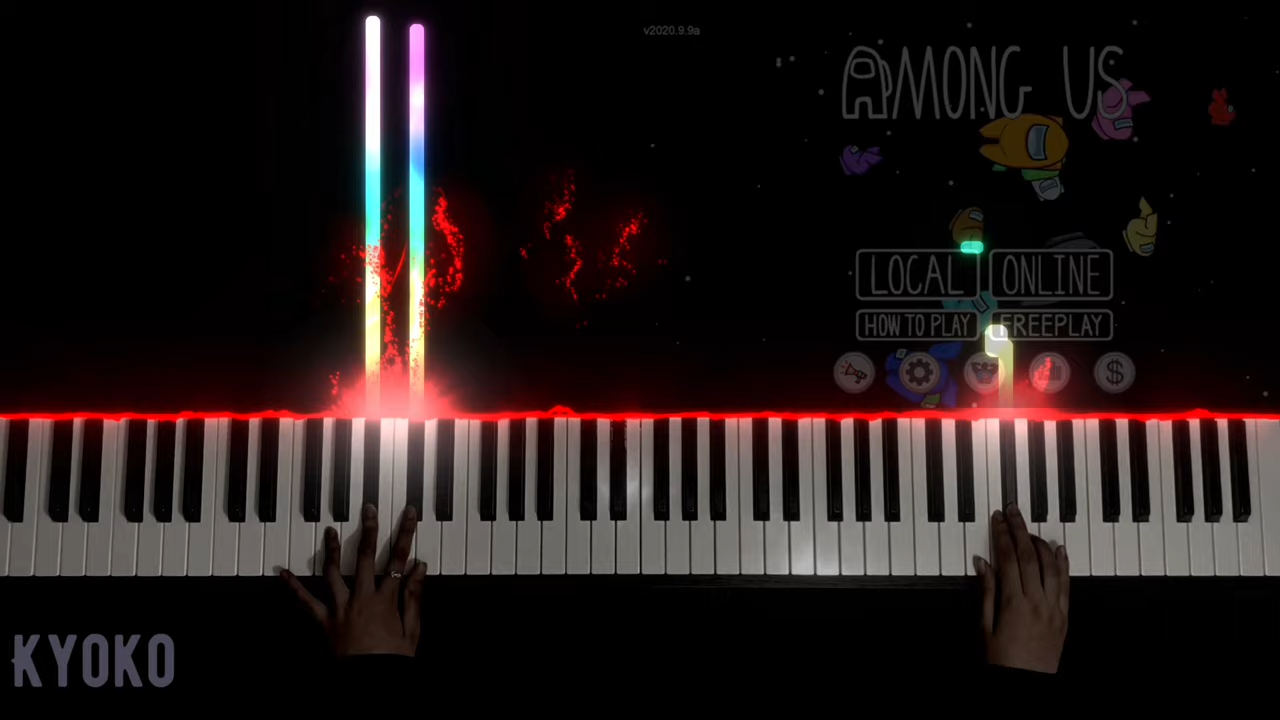 v2020.9.9a
AMONG US
LOCAL ONLINE
HOW TO PLAY FREEPLAY
$
KYOKO